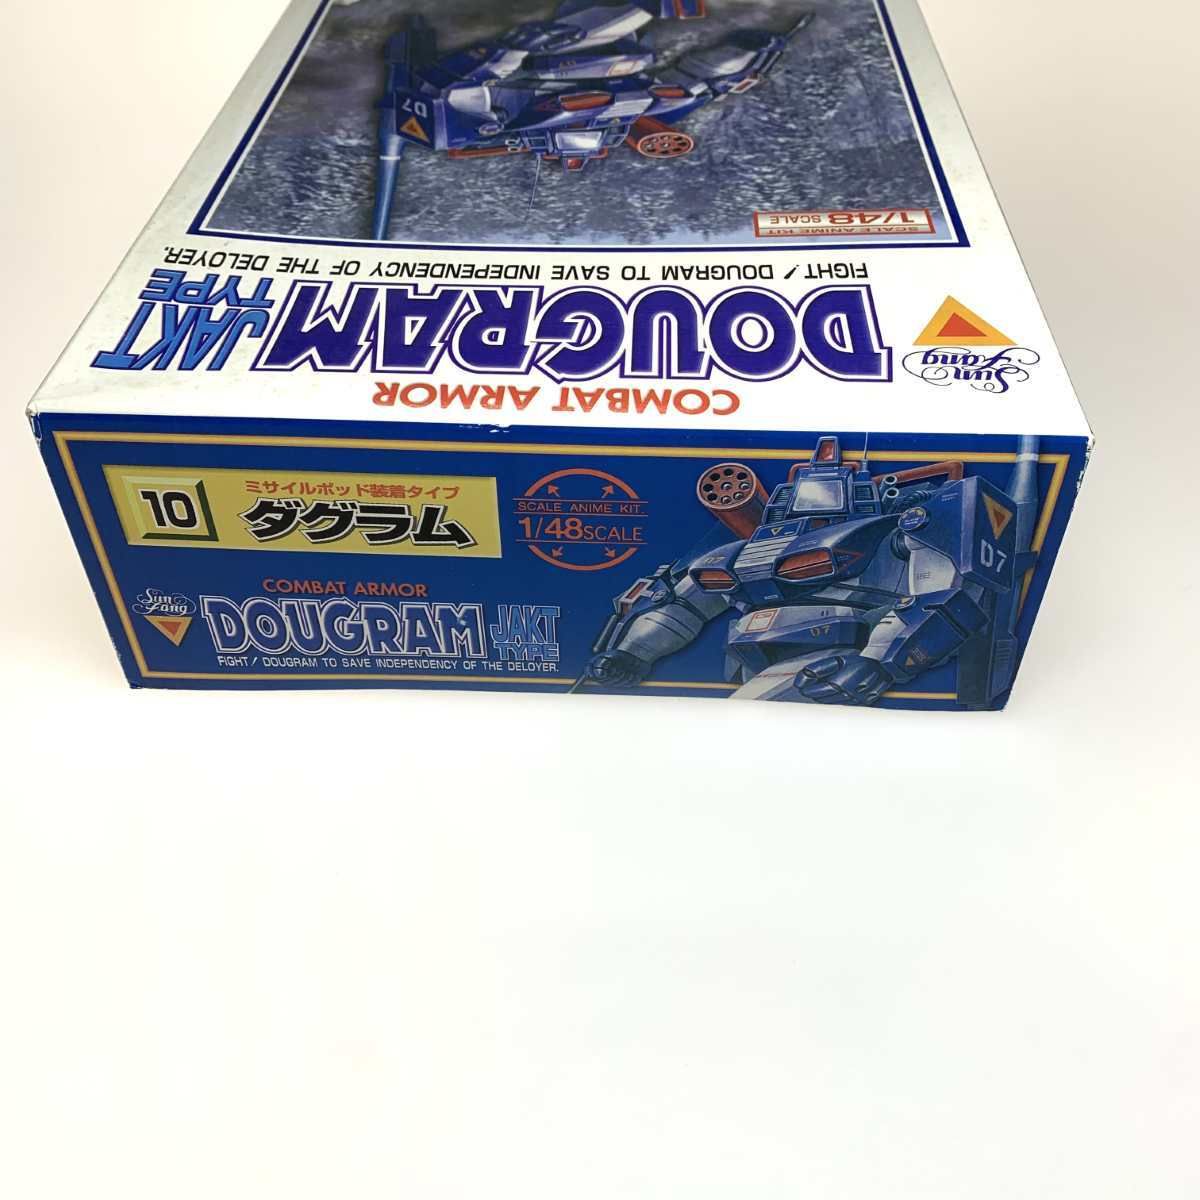 COMBAT ARMOR
DOUGRAM
JAKT
TYPE
FIGHT! DOUGRAM TO SAVE INDEPENDENCY OF THE DELOYER.
Sun
Fang
SCALE ANIME KIT
1/48 SCALE
07
10
ミサイルポッド装着タイプ
ダグラム
SCALE ANIME KIT
1/48SCALE
Sun
Fang
COMBAT ARMOR
DOUGRAM
JAKT
TYPE
FIGHT! DOUGRAM TO SAVE INDEPENDENCY OF THE DELOYER.
07
07